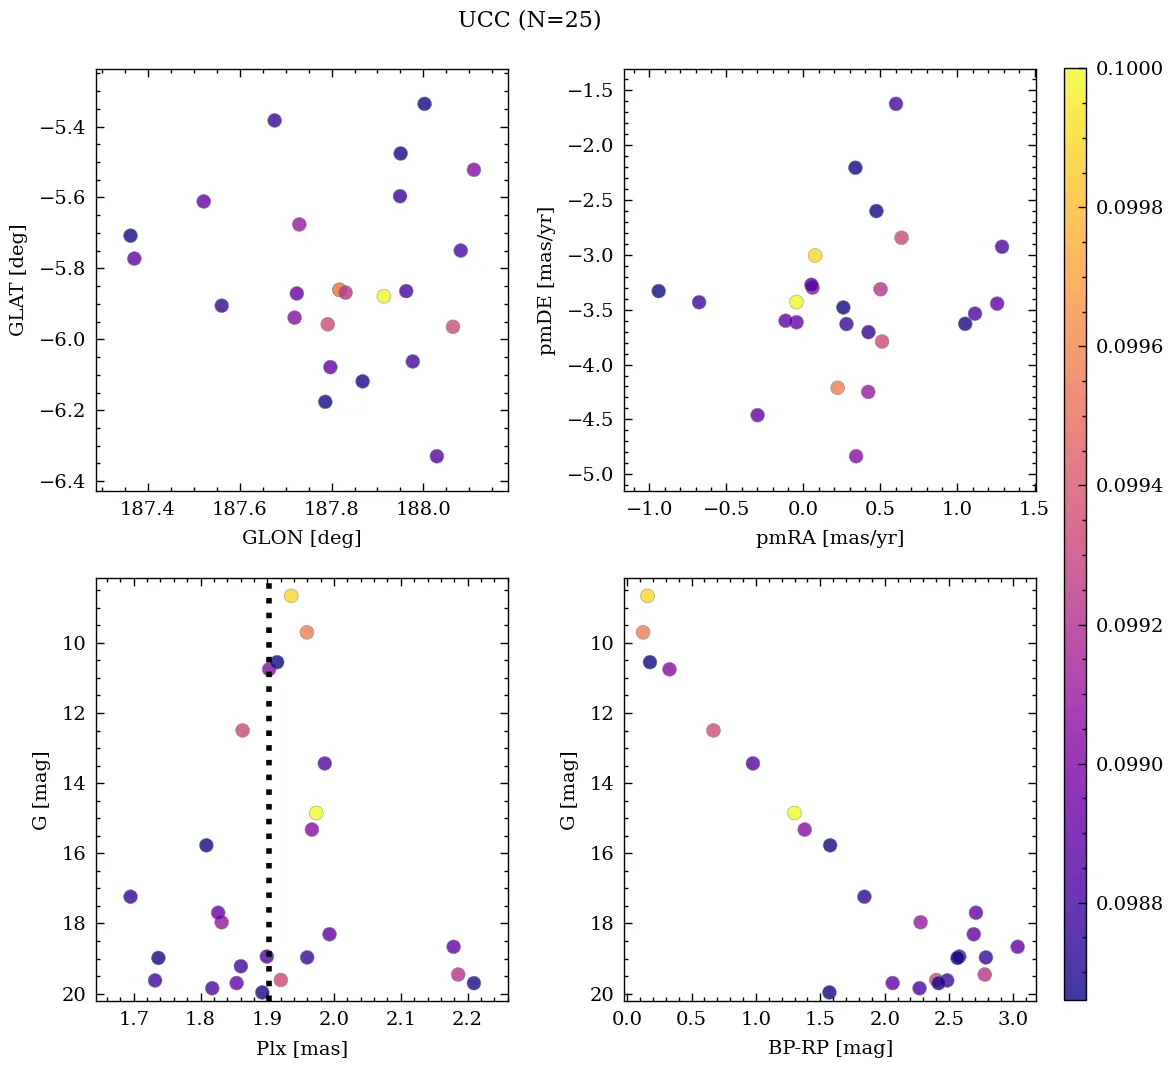 UCC (N=25)
−5.4
−5.6
−5.8
−6.0
−6.2
−6.4
GLAT [deg]
187.4 187.6 187.8 188.0
GLON [deg]
−1.5
−2.0
−2.5
−3.0
−3.5
−4.0
−4.5
−5.0
pmDE [mas/yr]
−1.0 −0.5 0.0 0.5 1.0 1.5
pmRA [mas/yr]
10
12
14
16
18
20
G [mag]
1.7 1.8 1.9 2.0 2.1 2.2
Plx [mas]
10
12
14
16
18
20
G [mag]
0.0 0.5 1.0 1.5 2.0 2.5 3.0
BP-RP [mag]
0.1000
0.0998
0.0996
0.0994
0.0992
0.0990
0.0988